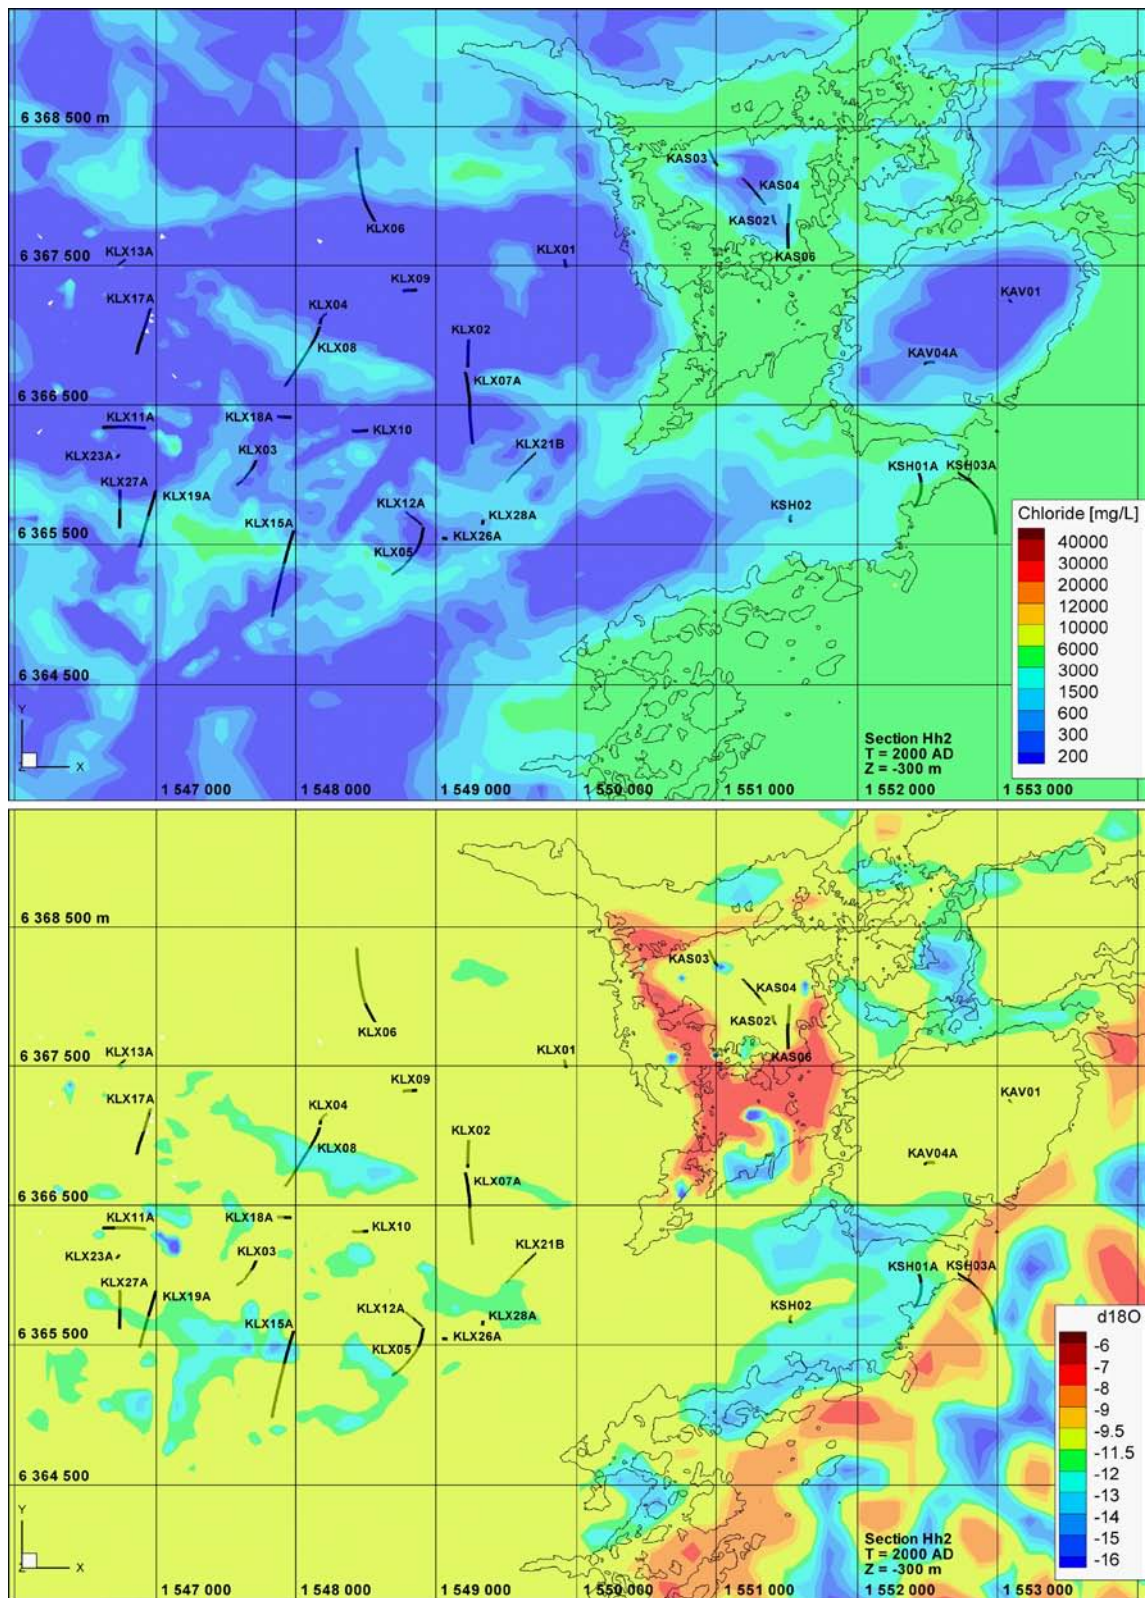 6 368 500 m
KAS03
KAS04
KAS02
KLX06
KAS06
KLX13A
KLX01
KLX09
KLX17A
KAV01
KLX04
KLX02
KLX08
KAV04A
KLX07A
KLX11A
KLX18A
KLX10
KLX21B
KLX23A
KLX03
KSH01A
KSH03A
KLX27A
KLX19A
KLX12A
KSH02
KLX15A
KLX28A
KLX26A
KLX05
6 367 500
6 366 500
6 365 500
6 364 500
Chloride [mg/L]
40000
30000
20000
12000
10000
6000
3000
1500
600
300
200
Section Hh2
T = 2000 AD
Z = -300 m
Y
Z
X
1 547 000
1 548 000
1 549 000
1 550 000
1 551 000
1 552 000
1 553 000
6 368 500 m
KAS03
KAS04
KAS02
KLX06
KAS06
KLX13A
KLX01
KLX09
KLX17A
KAV01
KLX04
KLX02
KLX08
KAV04A
KLX07A
KLX11A
KLX18A
KLX10
KLX21B
KLX23A
KLX03
KSH01A
KSH03A
KLX27A
KLX19A
KLX12A
KSH02
KLX15A
KLX28A
KLX26A
KLX05
6 367 500
6 366 500
6 365 500
6 364 500
d18O
-6
-7
-8
-9
-9.5
-11.5
-12
-13
-14
-15
-16
Section Hh2
T = 2000 AD
Z = -300 m
Y
Z
X
1 547 000
1 548 000
1 549 000
1 550 000
1 551 000
1 552 000
1 553 000